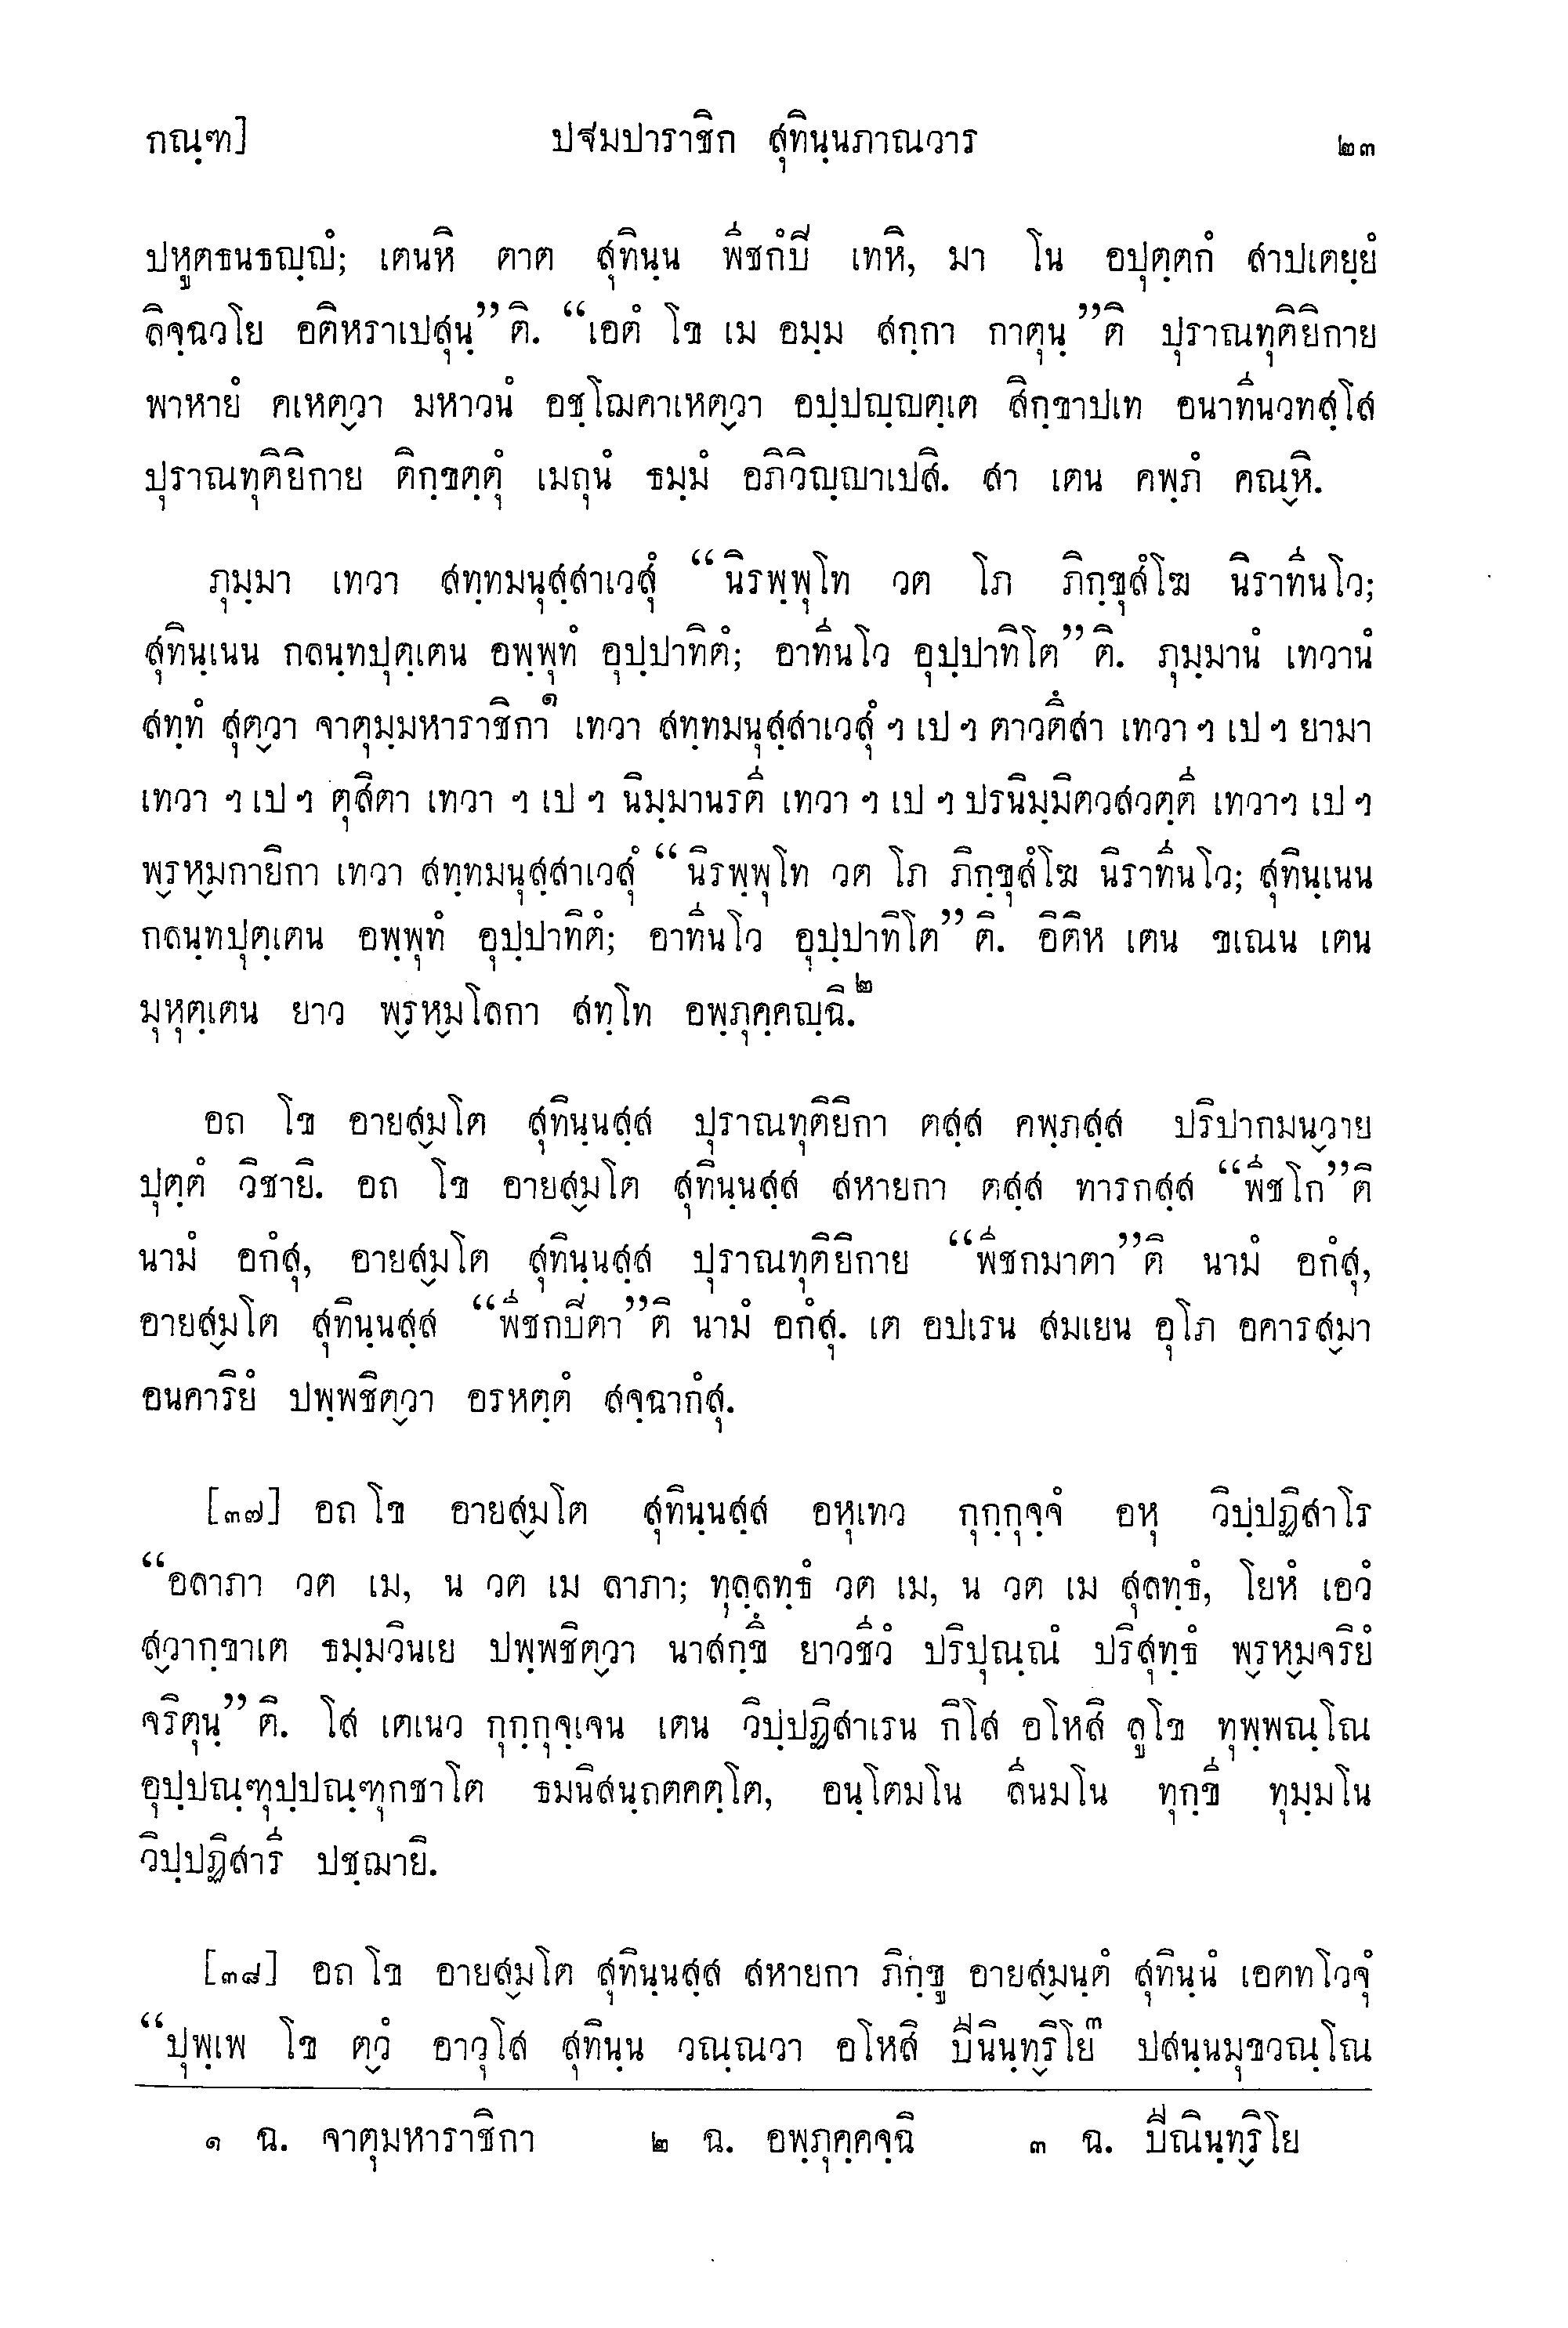 กณฺฑ]	ปฐมปาราชิก สุทินฺนภาณวาร	๒๓
ปหูตธนธญฺญํ; เตนหิ ตาต สุทินฺน พีชกํปิ เทหิ, มา โน อปุตฺตกํ สาปเตยฺยํ
ลิจฺฉวโย อติหราเปสุนฺ”ติ. “เอตํ โข เม อมฺม สกฺกา กาตุนฺ”ติ ปุราณทุติยิกาย
พาหายํ คเหตฺวา มหาวนํ อชฺโฌคาเหตฺวา อปฺปญฺญตฺเต สิกฺขาปเท อนาทีนวทสฺโส
ปุราณทุติยิกาย ติกฺขตฺตุํ เมถุนํ ธมฺมํ อภิวิญฺญาเปสิ. สา เตน คพฺภํ คณฺหิ.
ภุมฺมา เทวา สทฺทมนุสฺสาเวสุํ “นิรพฺพุโท วต โภ ภิกฺขุสํโฆ นิราทีนโว;
สุทินฺเนน กลนฺทปุตฺเตน อพฺพุทํ อุปฺปาทิตํ; อาทีนโว อุปฺปาทิโต”ติ. ภุมฺมานํ เทวานํ
สทฺทํ สุตฺวา จาตุมฺมหาราชิกา๑ เทวา สทฺทมนุสฺสาเวสุํ ฯ เป ฯ ตาวตึสา เทวา ฯ เป ฯ ยามา
เทวา ฯ เป ฯ ตุสิตา เทวา ฯ เป ฯ นิมฺมานรตี เทวา ฯ เป ฯ ปรนิมฺมิตวสวตฺตี เทวาฯ เป ฯ
พฺรหฺมกายิกา เทวา สทฺทมนุสฺสาเวสุํ “นิรพฺพุโท วต โภ ภิกฺขุสํโฆ นิราทีนโว; สุทินฺเนน
กลนฺทปุตฺเตน อพฺพุทํ อุปฺปาทิตํ; อาทีนโว อุปฺปาทิโต”ติ. อิติห เตน ขเณน เตน
มุหุตฺเตน ยาว พฺรหฺมโลกา สทฺโท อพฺภุคฺคญฺฉิ.๒
อถ โข อายสฺมโต สุทินฺนสฺส ปุราณทุติยิกา ตสฺส คพฺภสฺส ปริปากมนฺวาย
ปุตฺตํ วิชายิ. อถ โข อายสฺมโต สุทินฺนสฺส สหายกา ตสฺส ทารกสฺส “พีชโก”ติ
นามํ อกํสุ, อายสฺมโต สุทินฺนสฺส ปุราณทุติยิกาย “พีชกมาตา”ติ นามํ อกํสุ,
อายสฺมโต สุทินฺนสฺส “พีชกปิตา”ติ นามํ อกํสุ. เต อปเรน สมเยน อุโภ อคารสฺมา
อนคาริยํ ปพฺพชิตฺวา อรหตฺตํ สจฺฉากํสุ.
[๓๗] อถ โข อายสฺมโต สุทินฺนสฺส อหุเทว กุกฺกุจฺจํ อหุ วิปฺปฏิสาโร
“อลาภา วต เม, น วต เม ลาภา; ทุลฺลทฺธํ วต เม, น วต เม สุลทฺธํ, โยหํ เอวํ
สฺวากฺขาเต ธมฺมวินเย ปพฺพชิตฺวา นาสกฺขึ ยาวชีวํ ปริปุณฺณํ ปริสุทฺธํ พฺรหฺมจริยํ
จริตุนฺ”ติ. โส เตเนว กุกฺกุจฺเจน เตน วิปฺปฏิสาเรน กิโส อโหสิ ลูโข ทุพฺพณฺโณ
อุปฺปณฺฑุปฺปณฺฑุกชาโต ธมนิสนฺถตคตฺโต, อนฺโตมโน ลีนมโน ทุกฺขี ทุมฺมโน
วิปฺปฏิสารี ปชฺฌายิ.
[๓๘] อถ โข อายสฺมโต สุทินฺนสฺส สหายกา ภิกฺขู อายสฺมนฺตํ สุทินฺนํ เอตทโวจุํ
“ปุพฺเพ โข ตฺวํ อาวุโส สุทินฺน วณฺณวา อโหสิ ปีนินฺทฺริโย๓ ปสนฺนมุขวณฺโณ
๑ ฉ. จาตุมหาราชิกา	๒ ฉ. อพฺภุคฺคจฺฉิ	๓ ฉ. ปีณินฺทฺริโย